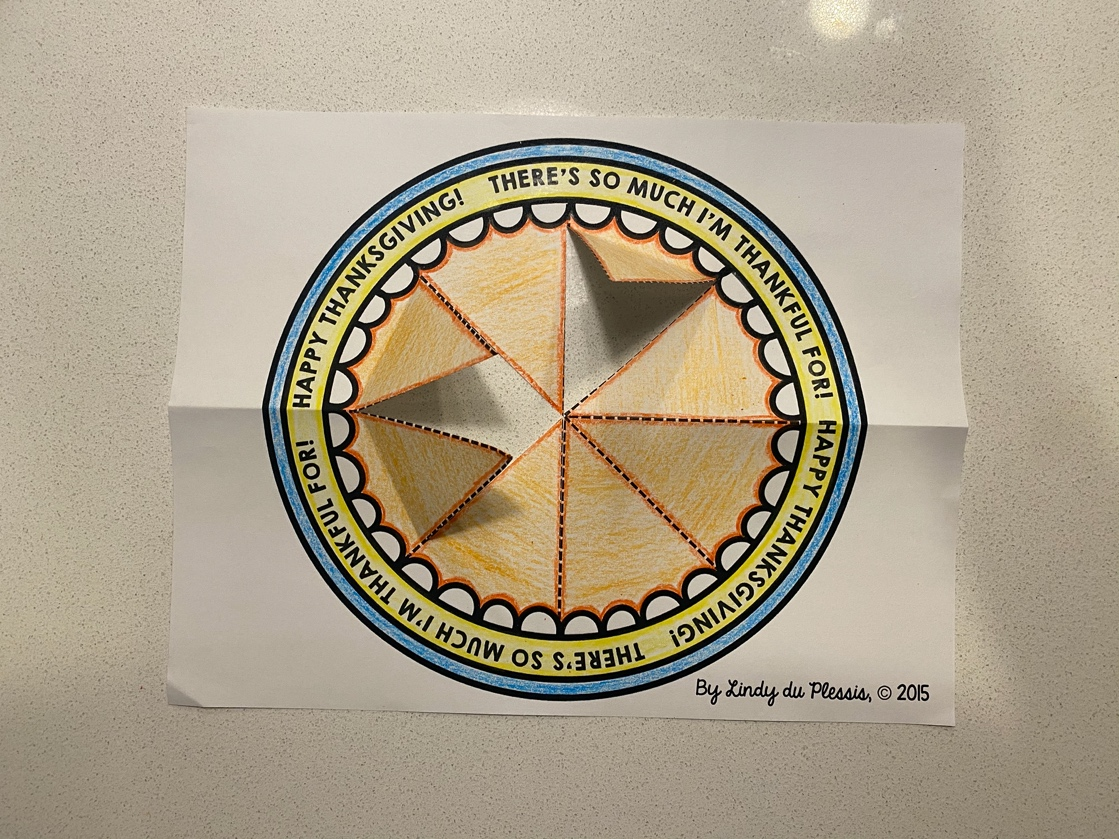 HAPPY THANKSGIVING! THERE'S SO MUCH I'M THANKFUL FOR!
HAPPY THANKSGIVING! THERE'S SO MUCH I'M THANKFUL FOR!
By Lindy du Plessis, © 2015